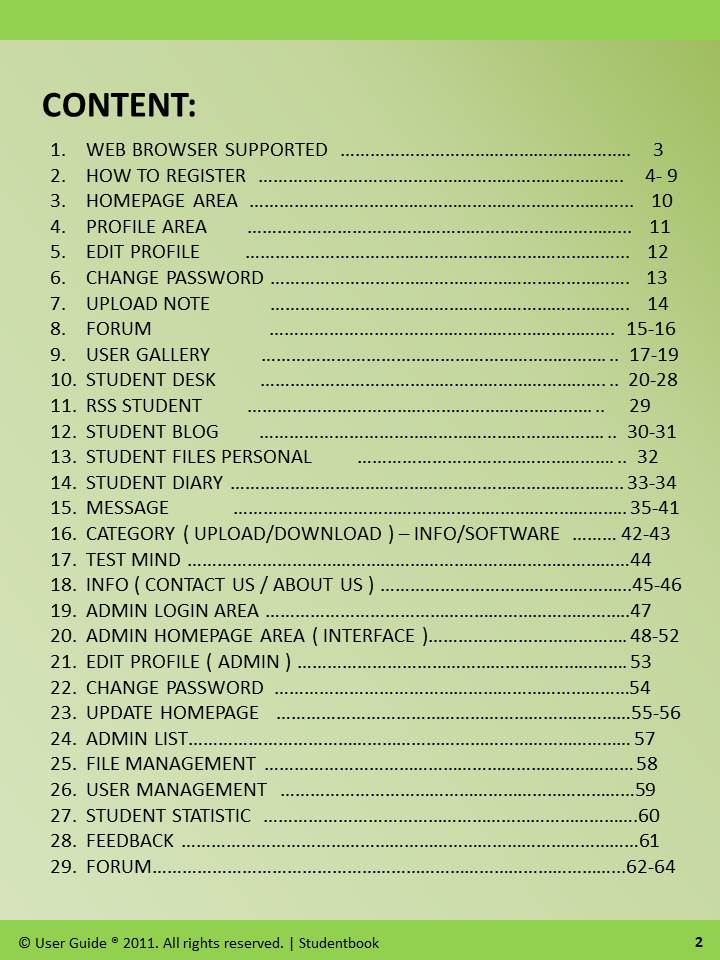 CONTENT:
1. WEB BROWSER SUPPORTED ………………………………………………….. 3
2. HOW TO REGISTER ………………………………………………………………. 4- 9
3. HOMEPAGE AREA ………………………………………………………………….. 10
4. PROFILE AREA ………………………………………………………………….. 11
5. EDIT PROFILE ………………………………………………………………….. 12
6. CHANGE PASSWORD ……………………………………………………………… 13
7. UPLOAD NOTE ……………………………………………………………… 14
8. FORUM …………………………………………………………… 15-16
9. USER GALLERY …………………………………………………………… .. 17-19
10. STUDENT DESK …………………………………………………………… .. 20-28
11. RSS STUDENT …………………………………………………………… .. 29
12. STUDENT BLOG …………………………………………………………… .. 30-31
13. STUDENT FILES PERSONAL …………………………………………… .. 32
14. STUDENT DIARY …………………………………………………………………… 33-34
15. MESSAGE …………………………………………………………………… 35-41
16. CATEGORY ( UPLOAD/DOWNLOAD ) – INFO/SOFTWARE ……… 42-43
17. TEST MIND ……………………………………………………………………………44
18. INFO ( CONTACT US / ABOUT US ) ……………………………………………45-46
19. ADMIN LOGIN AREA ………………………………………………………………47
20. ADMIN HOMEPAGE AREA ( INTERFACE )………………………………… 48-52
21. EDIT PROFILE ( ADMIN ) ………………………………………………………… 53
22. CHANGE PASSWORD ……………………………………………………………54
23. UPDATE HOMEPAGE ……………………………………………………………55-56
24. ADMIN LIST…………………………………………………………………………… 57
25. FILE MANAGEMENT ……………………………………………………………… 58
26. USER MANAGEMENT ……………………………………………………………59
27. STUDENT STATISTIC ………………………………………………………………..60
28. FEEDBACK ………………………………………………………………………………61
29. FORUM…………………………………………………………………………………62-64
© User Guide ® 2011. All rights reserved. | Studentbook 2